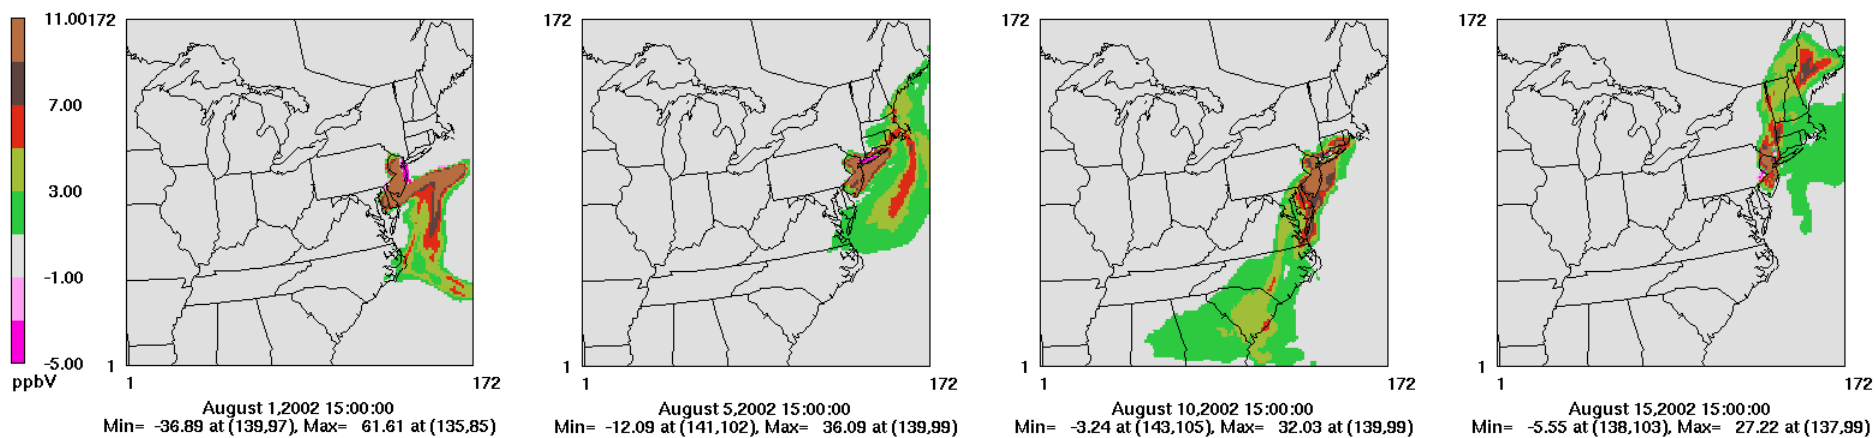 11.00
7.00
3.00
-1.00
-5.00
ppbV
172
1
1
172
August 1,2002 15:00:00
Min= -36.89 at (139,97), Max= 61.61 at (135,85)
172
1
1
172
August 5,2002 15:00:00
Min= -12.09 at (141,102), Max= 36.09 at (139,99)
172
1
1
172
August 10,2002 15:00:00
Min= -3.24 at (143,105), Max= 32.03 at (139,99)
172
1
1
172
August 15,2002 15:00:00
Min= -5.55 at (138,103), Max= 27.22 at (137,99)